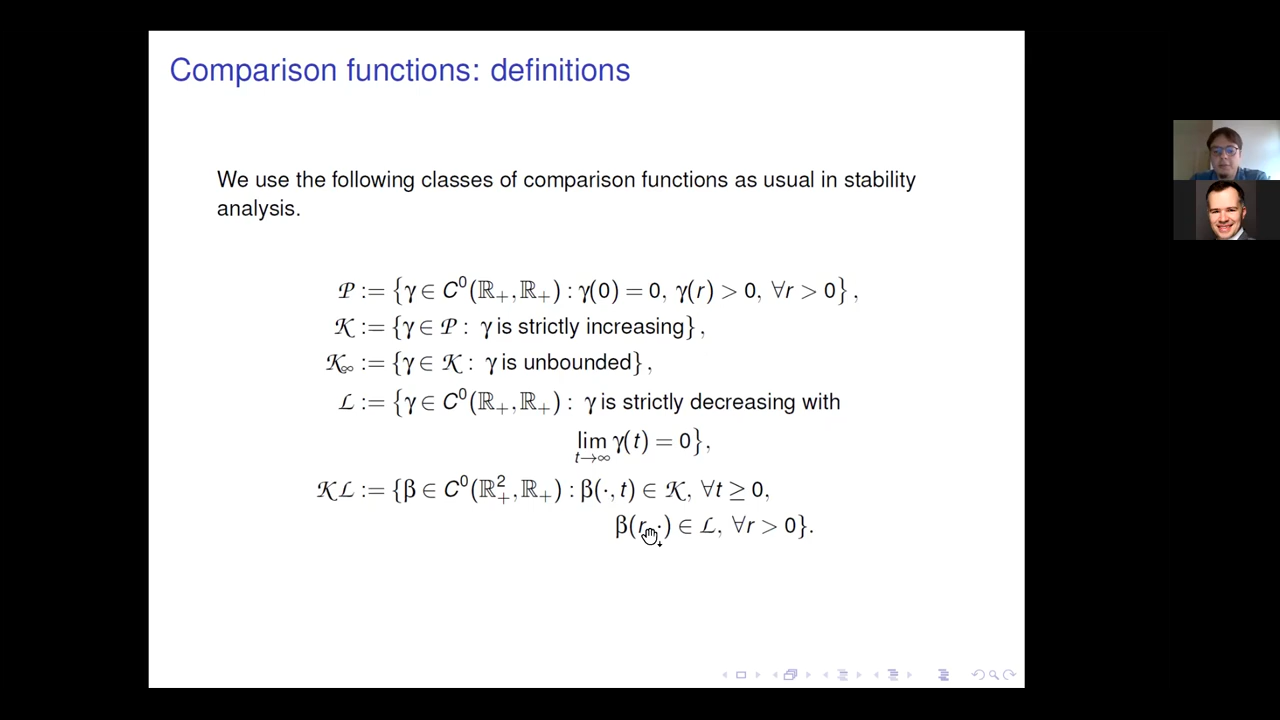 Comparison functions: definitions
We use the following classes of comparison functions as usual in stability
analysis.
𝒫 := {γ ∈ C⁰(ℝ₊, ℝ₊) : γ(0) = 0, γ(r) > 0, ∀r > 0},
𝒦 := {γ ∈ 𝒫 : γ is strictly increasing},
𝒦∞ := {γ ∈ 𝒦 : γ is unbounded},
ℒ := {γ ∈ C⁰(ℝ₊, ℝ₊) : γ is strictly decreasing with
lim t→∞ γ(t) = 0},
𝒦ℒ := {β ∈ C⁰(ℝ₊², ℝ₊) : β(·, t) ∈ 𝒦, ∀t ≥ 0,
β(r, ·) ∈ ℒ, ∀r > 0}.